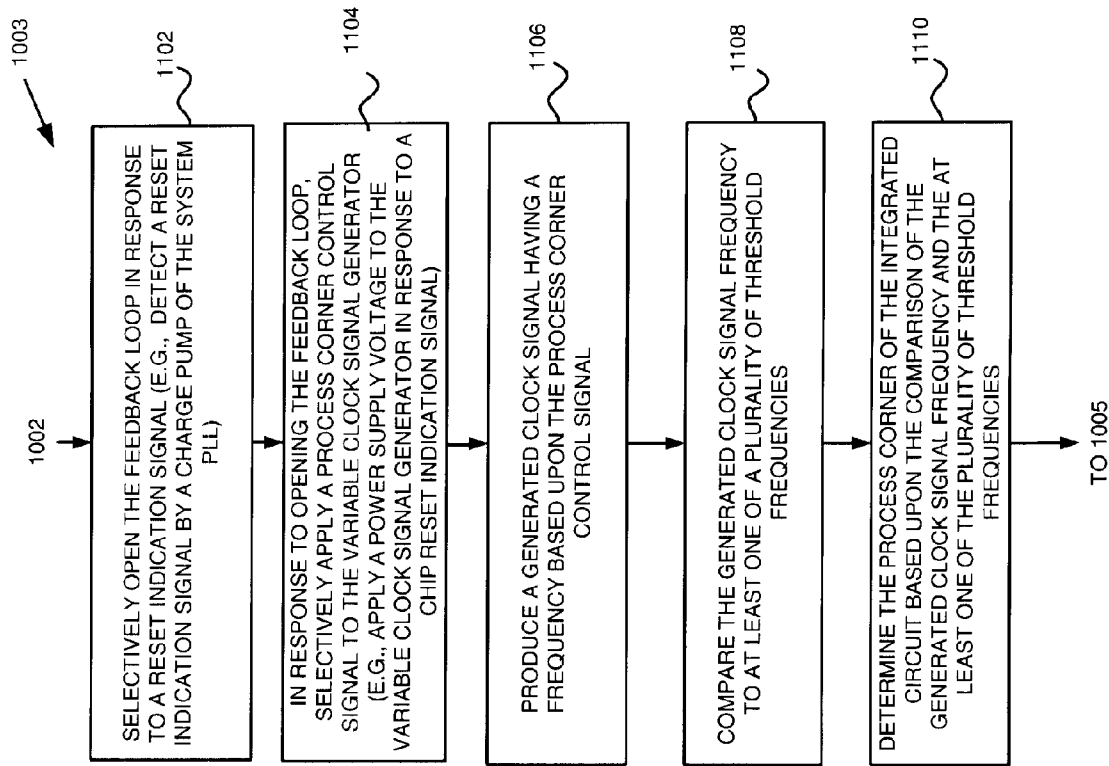 1003
1002
SELECTIVELY OPEN THE FEEDBACK LOOP IN RESPONSE
TO A RESET INDICATION SIGNAL (E.G., DETECT A RESET
INDICATION SIGNAL BY A CHARGE PUMP OF THE SYSTEM
PLL)
1102
IN RESPONSE TO OPENING THE FEEDBACK LOOP,
SELECTIVELY APPLY A PROCESS CORNER CONTROL
SIGNAL TO THE VARIABLE CLOCK SIGNAL GENERATOR
(E.G., APPLY A POWER SUPPLY VOLTAGE TO THE
VARIABLE CLOCK SIGNAL GENERATOR IN RESPONSE TO A
CHIP RESET INDICATION SIGNAL)
1104
PRODUCE A GENERATED CLOCK SIGNAL HAVING A
FREQUENCY BASED UPON THE PROCESS CORNER
CONTROL SIGNAL
1106
COMPARE THE GENERATED CLOCK SIGNAL FREQUENCY
TO AT LEAST ONE OF A PLURALITY OF THRESHOLD
FREQUENCIES
1108
DETERMINE THE PROCESS CORNER OF THE INTEGRATED
CIRCUIT BASED UPON THE COMPARISON OF THE
GENERATED CLOCK SIGNAL FREQUENCY AND THE AT
LEAST ONE OF THE PLURALITY OF THRESHOLD
FREQUENCIES
1110
TO 1005